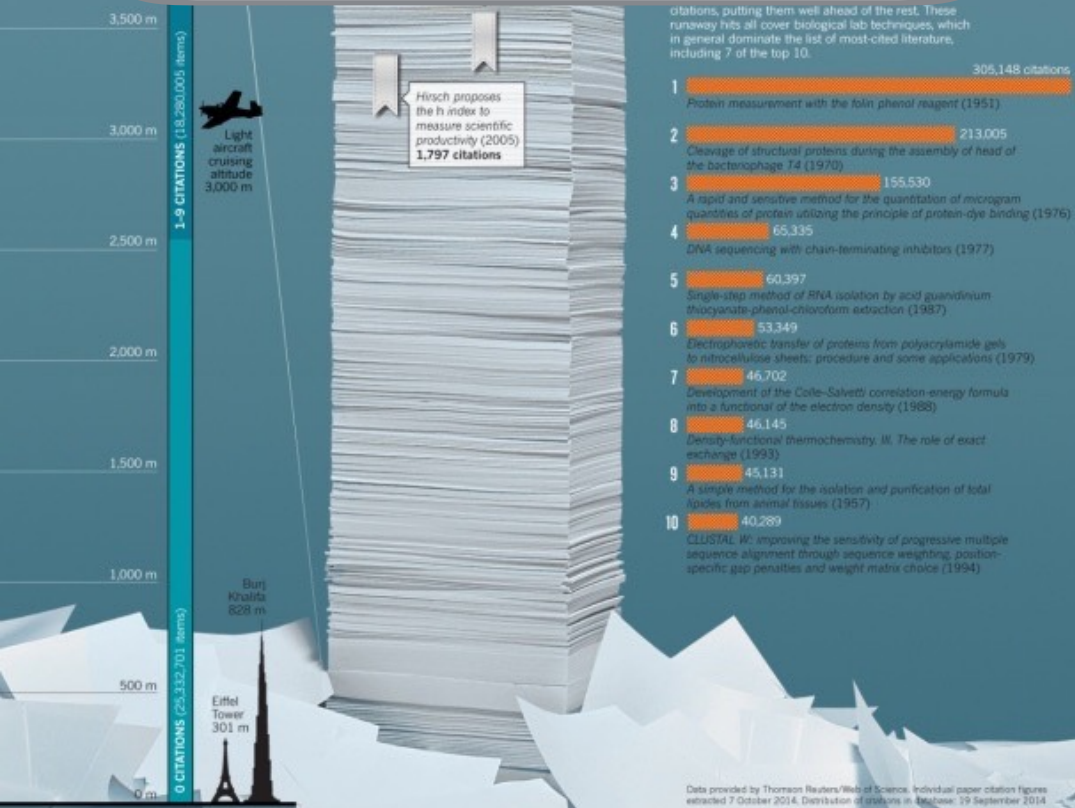 3,500 m
3,000 m
2,500 m
2,000 m
1,500 m
1,000 m
500 m
0 m
1–9 CITATIONS (18,280,005 items)
0 CITATIONS (25,332,701 items)
Light
aircraft
cruising
altitude
3,000 m
Burj
Khalifa
828 m
Eiffel
Tower
301 m
Hirsch proposes
the h index to
measure scientific
productivity (2005)
1,797 citations
citations, putting them well ahead of the rest. These
runaway hits all cover biological lab techniques, which
in general dominate the list of most-cited literature,
including 7 of the top 10.
305,148 citations
1
Protein measurement with the folin phenol reagent (1951)
2
213,005
Cleavage of structural proteins during the assembly of head of
the bacteriophage T4 (1970)
3
155,530
A rapid and sensitive method for the quantitation of microgram
quantities of protein utilizing the principle of protein-dye binding (1976)
4
65,335
DNA sequencing with chain-terminating inhibitors (1977)
5
60,397
Single-step method of RNA isolation by acid guanidinium
thiocyanate-phenol-chloroform extraction (1987)
6
53,349
Electrophoretic transfer of proteins from polyacrylamide gels
to nitrocellulose sheets: procedure and some applications (1979)
7
46,702
Development of the Colle–Salvetti correlation-energy formula
into a functional of the electron density (1988)
8
46,145
Density-functional thermochemistry. III. The role of exact
exchange (1993)
9
45,131
A simple method for the isolation and purification of total
lipides from animal tissues (1957)
10
40,289
CLUSTAL W: improving the sensitivity of progressive multiple
sequence alignment through sequence weighting, position-
specific gap penalties and weight matrix choice (1994)
Data provided by Thomson Reuters/Web of Science. Individual paper citation figures
extracted 7 October 2014. Distribution of citations in database: 19 September 2014